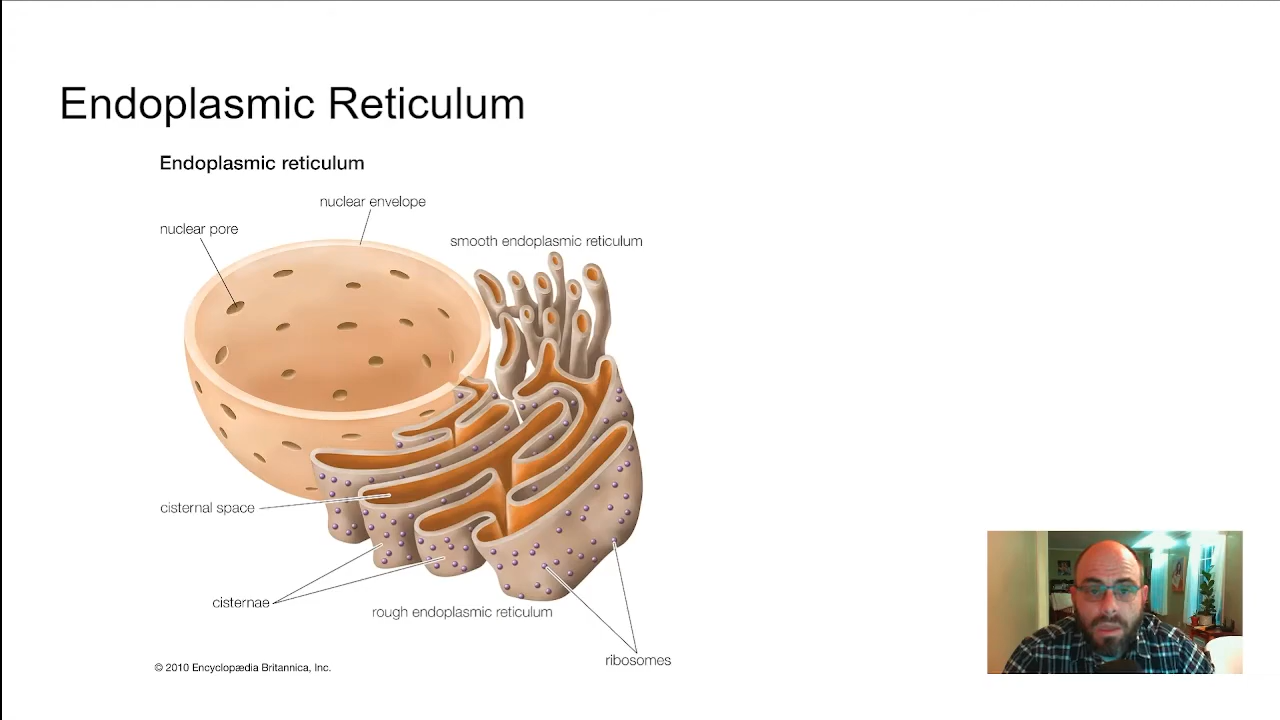 Endoplasmic Reticulum
Endoplasmic reticulum
nuclear envelope
nuclear pore
smooth endoplasmic reticulum
cisternal space
cisternae
rough endoplasmic reticulum
ribosomes
© 2010 Encyclopædia Britannica, Inc.